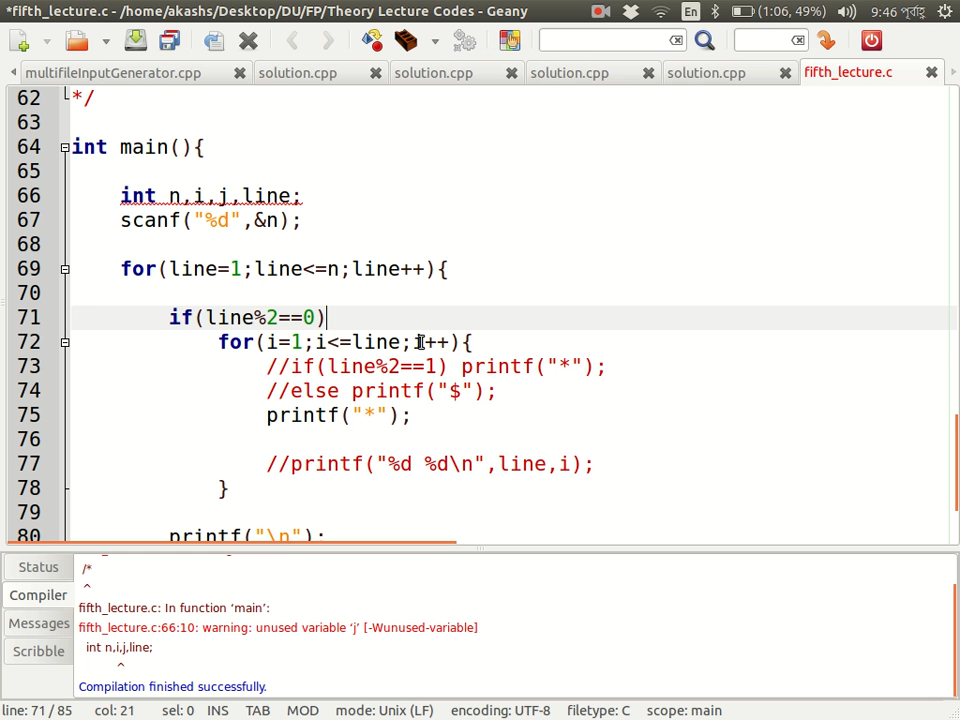 *fifth_lecture.c - /home/akashs/Desktop/DU/FP/Theory Lecture Codes - Geany
En
(1:06, 49%)
9:46 পূর্বাহ্ণ
multifileInputGenerator.cpp
solution.cpp
solution.cpp
solution.cpp
solution.cpp
fifth_lecture.c
62 */
63
64 int main(){
65
66 int n,i,j,line;
67 scanf("%d",&n);
68
69 for(line=1;line<=n;line++){
70
71 if(line%2==0)
72 for(i=1;i<=line;i++){
73 //if(line%2==1) printf("*");
74 //else printf("$");
75 printf("*");
76
77 //printf("%d %d\n",line,i);
78 }
79
80 printf("\n");
Status
Compiler
Messages
Scribble
/*
^
fifth_lecture.c: In function ‘main’:
fifth_lecture.c:66:10: warning: unused variable ‘j’ [-Wunused-variable]
int n,i,j,line;
^
Compilation finished successfully.
line: 71 / 85 col: 21 sel: 0 INS TAB MOD mode: Unix (LF) encoding: UTF-8 filetype: C scope: main